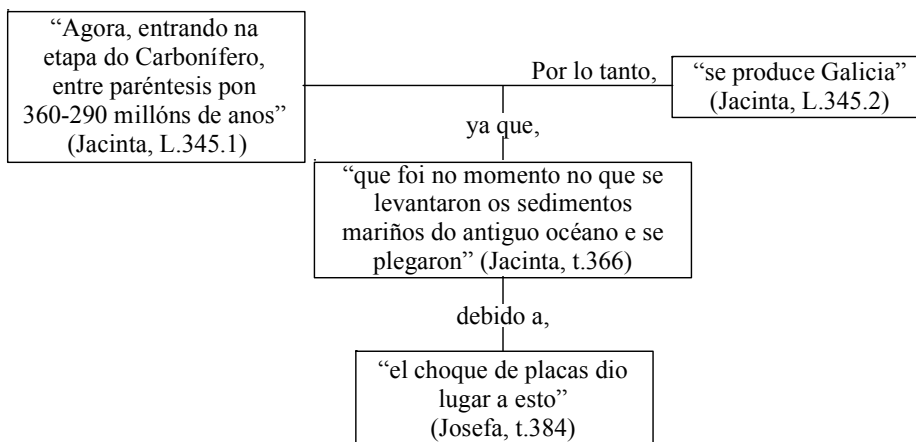 “Agora, entrando na
etapa do Carbonífero,
entre paréntesis pon
360-290 millóns de anos”
(Jacinta, L.345.1)
Por lo tanto,
“se produce Galicia”
(Jacinta, L.345.2)
ya que,
“que foi no momento no que se
levantaron os sedimentos
mariños do antiguo océano e se
plegaron” (Jacinta, t.366)
debido a,
“el choque de placas dio
lugar a esto”
(Josefa, t.384)